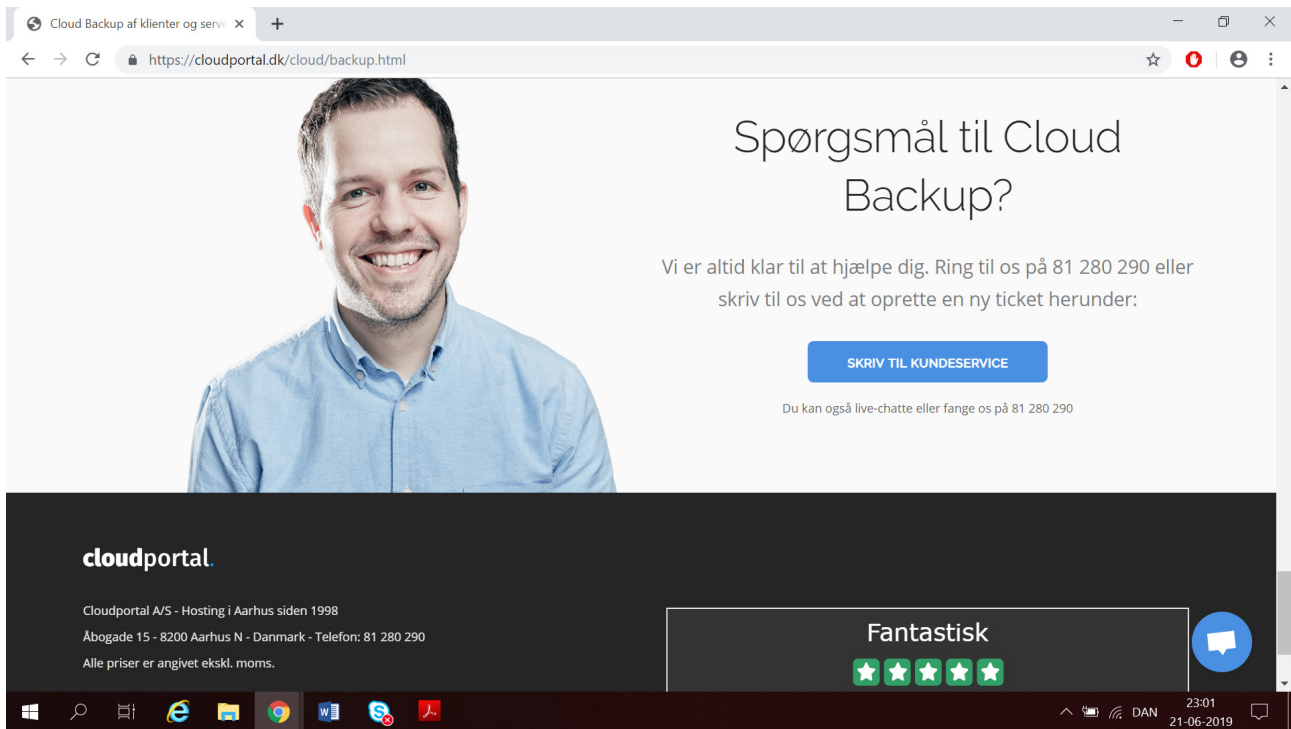 Cloud Backup af klienter og serve
https://cloudportal.dk/cloud/backup.html
Spørgsmål til Cloud
Backup?
Vi er altid klar til at hjælpe dig. Ring til os på 81 280 290 eller
skriv til os ved at oprette en ny ticket herunder:
SKRIV TIL KUNDESERVICE
Du kan også live-chatte eller fange os på 81 280 290
cloudportal.
Cloudportal A/S - Hosting i Aarhus siden 1998
Åbogade 15 - 8200 Aarhus N - Danmark - Telefon: 81 280 290
Alle priser er angivet ekskl. moms.
Fantastisk
DAN
23:01
21-06-2019